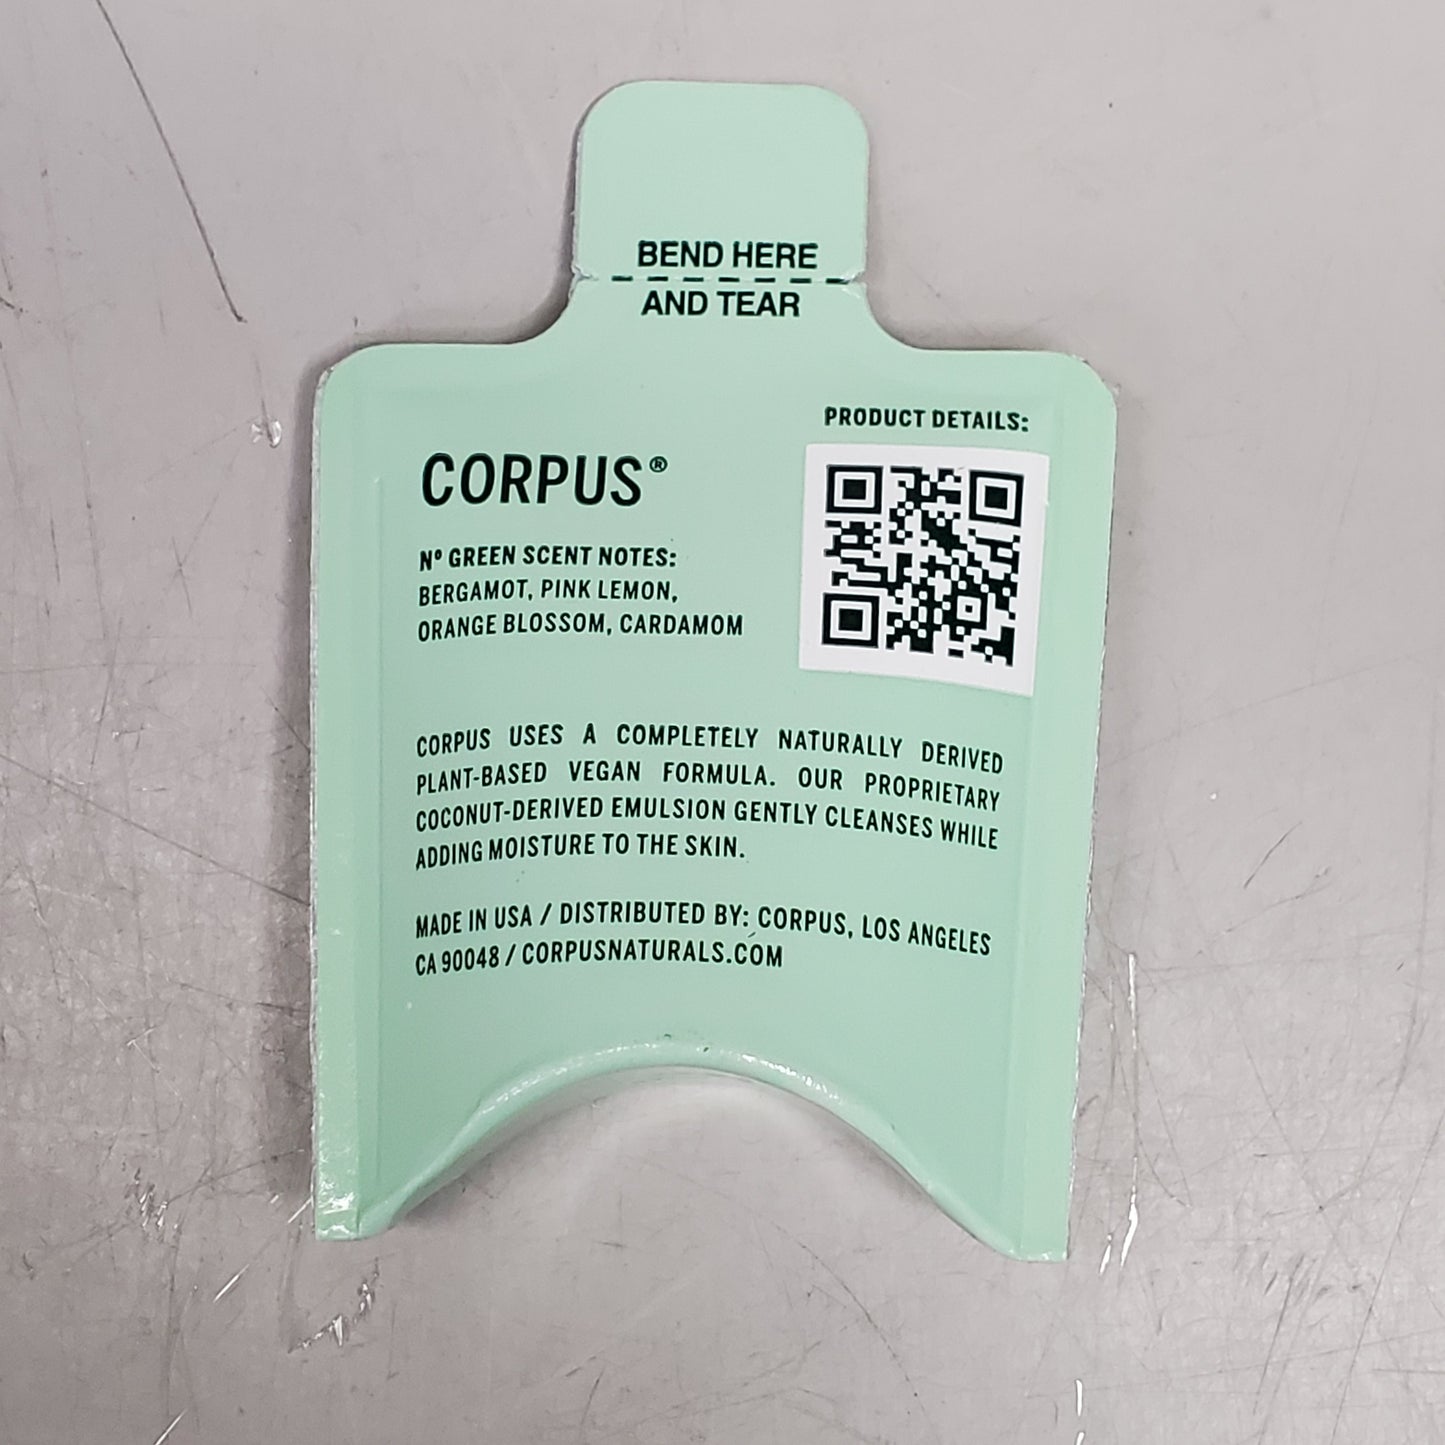 BEND HERE
AND TEAR
PRODUCT DETAILS:
CORPUS®
Nº GREEN SCENT NOTES:
BERGAMOT, PINK LEMON,
ORANGE BLOSSOM, CARDAMOM
CORPUS USES A COMPLETELY NATURALLY DERIVED
PLANT-BASED VEGAN FORMULA. OUR PROPRIETARY
COCONUT-DERIVED EMULSION GENTLY CLEANSES WHILE
ADDING MOISTURE TO THE SKIN.
MADE IN USA / DISTRIBUTED BY: CORPUS, LOS ANGELES
CA 90048 / CORPUSNATURALS.COM